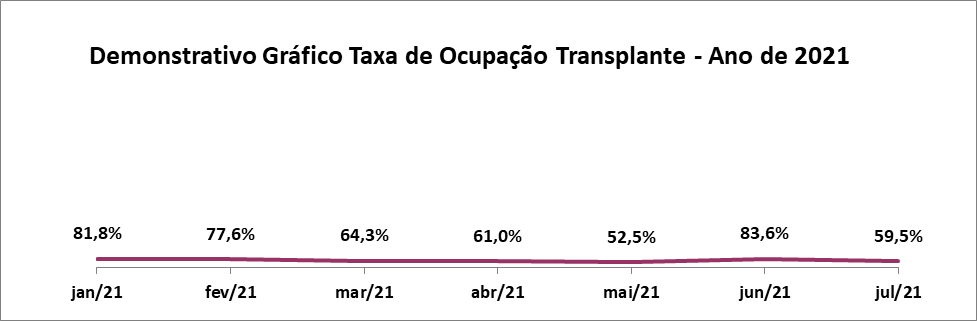 Demonstrativo Gráfico Taxa de Ocupação Transplante - Ano de 2021
81,8% 77,6% 64,3% 61,0% 52,5% 83,6% 59,5%
jan/21 fev/21 mar/21 abr/21 mai/21 jun/21 jul/21